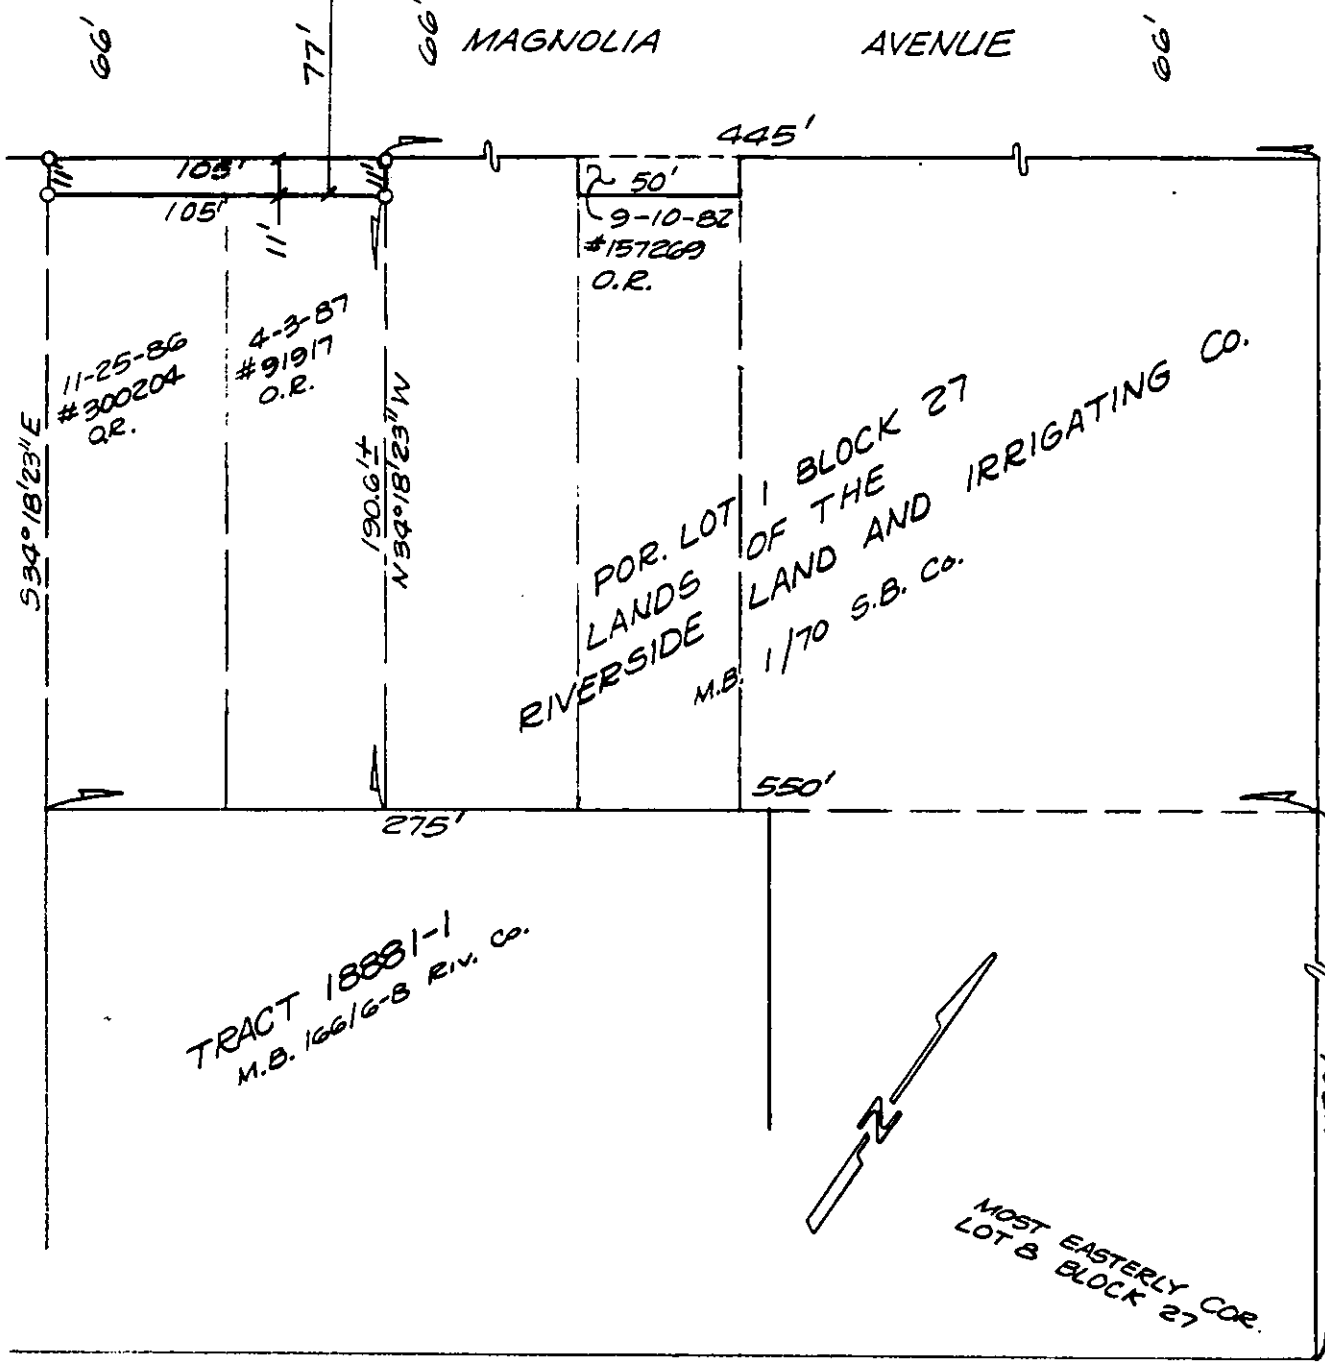 66'
77'
66'
MAGNOLIA AVENUE
66'
445'
11'
105'
11'
50'
105'
11'
9-10-82
#157269
O.R.
11-25-86
#300204
O.R.
4-3-87
#91917
O.R.
S34°18'23"E
190.61±
N34°18'23"W
POR. LOT 1 BLOCK 27
LANDS OF THE
RIVERSIDE LAND AND IRRIGATING CO.
M.B. 1/70 S.B. CO.
550'
275'
TRACT 18881-1
M.B. 166/6-8 RIV. CO.
N
MOST EASTERLY COR.
LOT 8 BLOCK 27